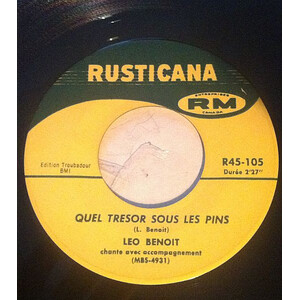 RUSTICANA
ENTREPRISES
RM
CANADA
Edition Troubadour
BMI
R45-105
Durée 2'27"
QUEL TRESOR SOUS LES PINS
(L. Benoit)
LEO BENOIT
chante avec accompagnement
(MBS-4931)